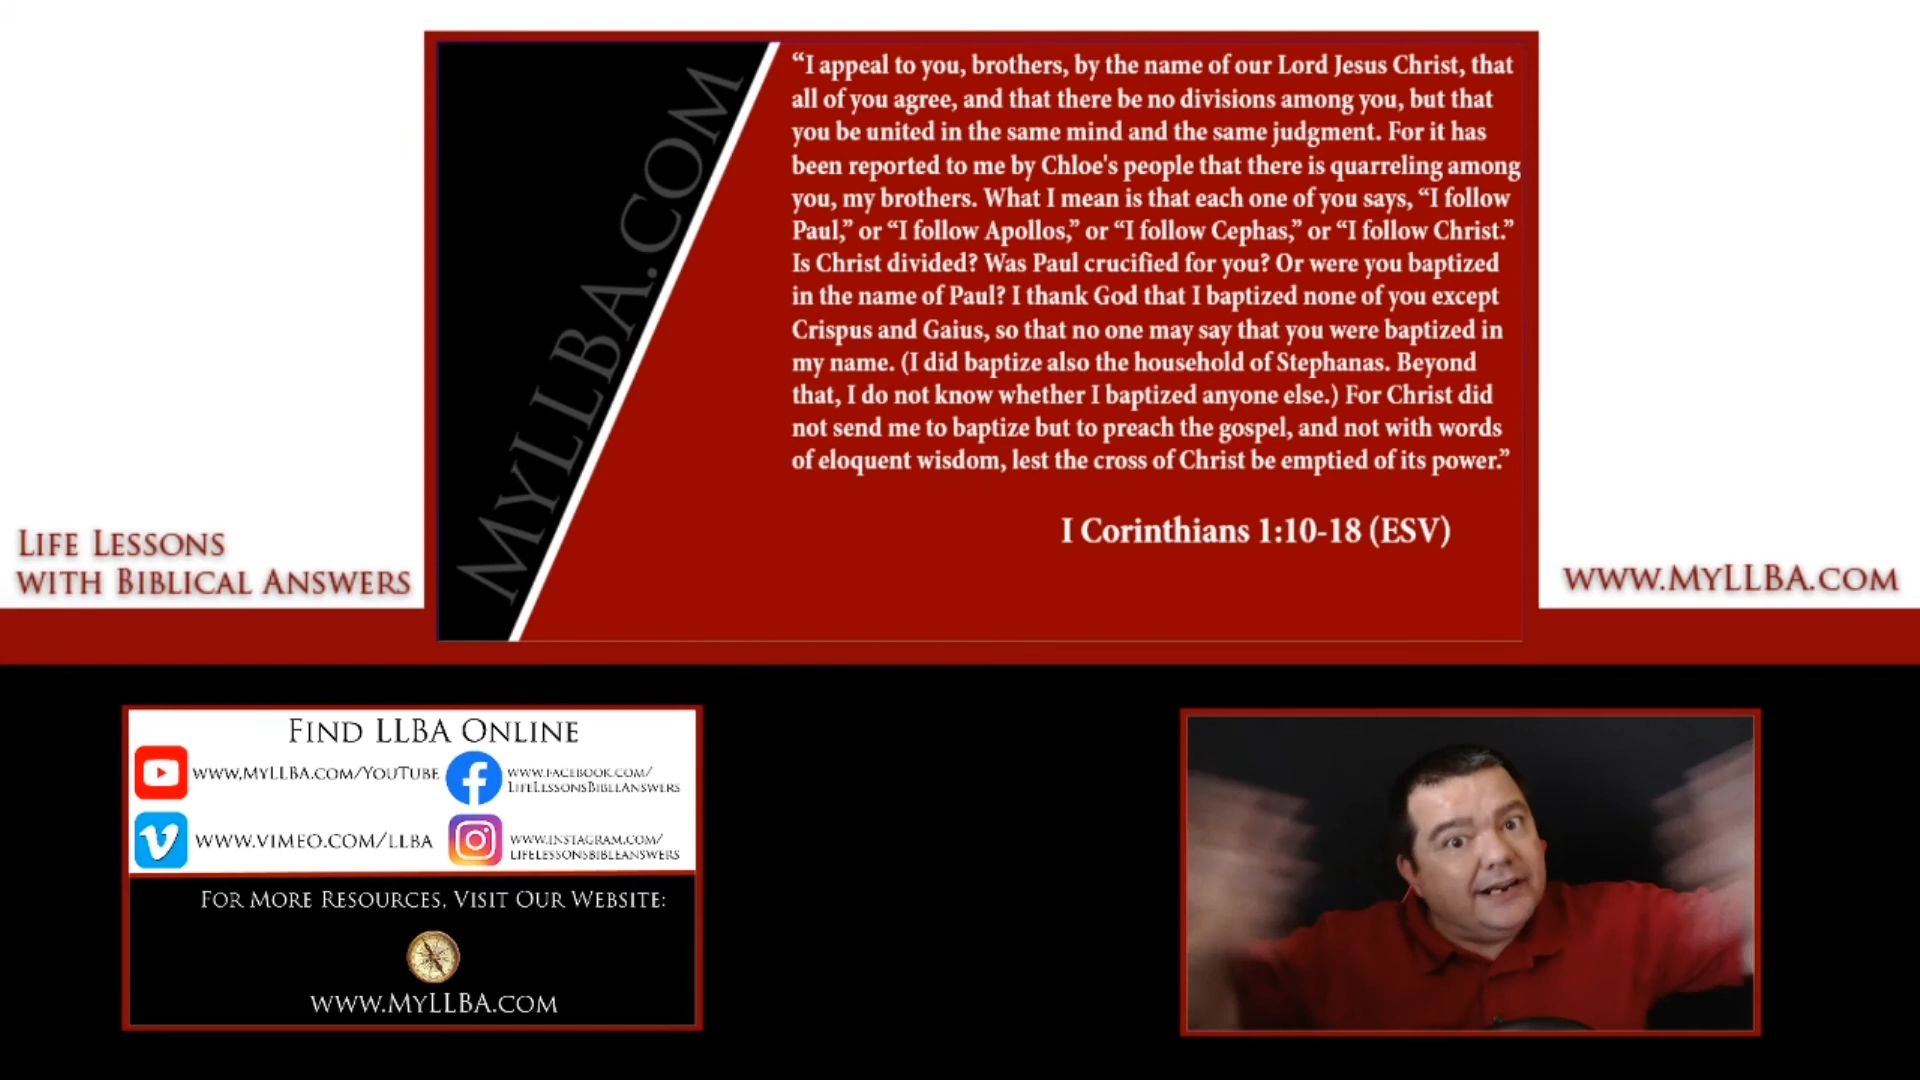 MYLLBA.COM
“I appeal to you, brothers, by the name of our Lord Jesus Christ, that
all of you agree, and that there be no divisions among you, but that
you be united in the same mind and the same judgment. For it has
been reported to me by Chloe's people that there is quarreling among
you, my brothers. What I mean is that each one of you says, “I follow
Paul,” or “I follow Apollos,” or “I follow Cephas,” or “I follow Christ.”
Is Christ divided? Was Paul crucified for you? Or were you baptized
in the name of Paul? I thank God that I baptized none of you except
Crispus and Gaius, so that no one may say that you were baptized in
my name. (I did baptize also the household of Stephanas. Beyond
that, I do not know whether I baptized anyone else.) For Christ did
not send me to baptize but to preach the gospel, and not with words
of eloquent wisdom, lest the cross of Christ be emptied of its power.”
I Corinthians 1:10-18 (ESV)
LIFE LESSONS
WITH BIBLICAL ANSWERS
WWW.MYLLBA.COM
FIND LLBA ONLINE
WWW.MYLLBA.COM/YOUTUBE
WWW.FACEBOOK.COM/
LIFELESSONSBIBLEANSWERS
WWW.VIMEO.COM/LLBA
WWW.INSTAGRAM.COM/
LIFELESSONSBIBLEANSWERS
FOR MORE RESOURCES, VISIT OUR WEBSITE:
WWW.MYLLBA.COM